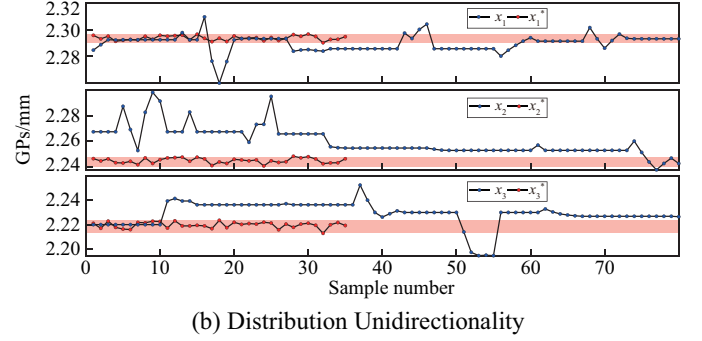 2.32
2.30
2.28
x₁ x₁*
2.28
2.26
2.24
x₂ x₂*
2.24
2.22
2.20
x₃ x₃*
GPs/mm
0 10 20 30 40 50 60 70
Sample number
(b) Distribution Unidirectionality